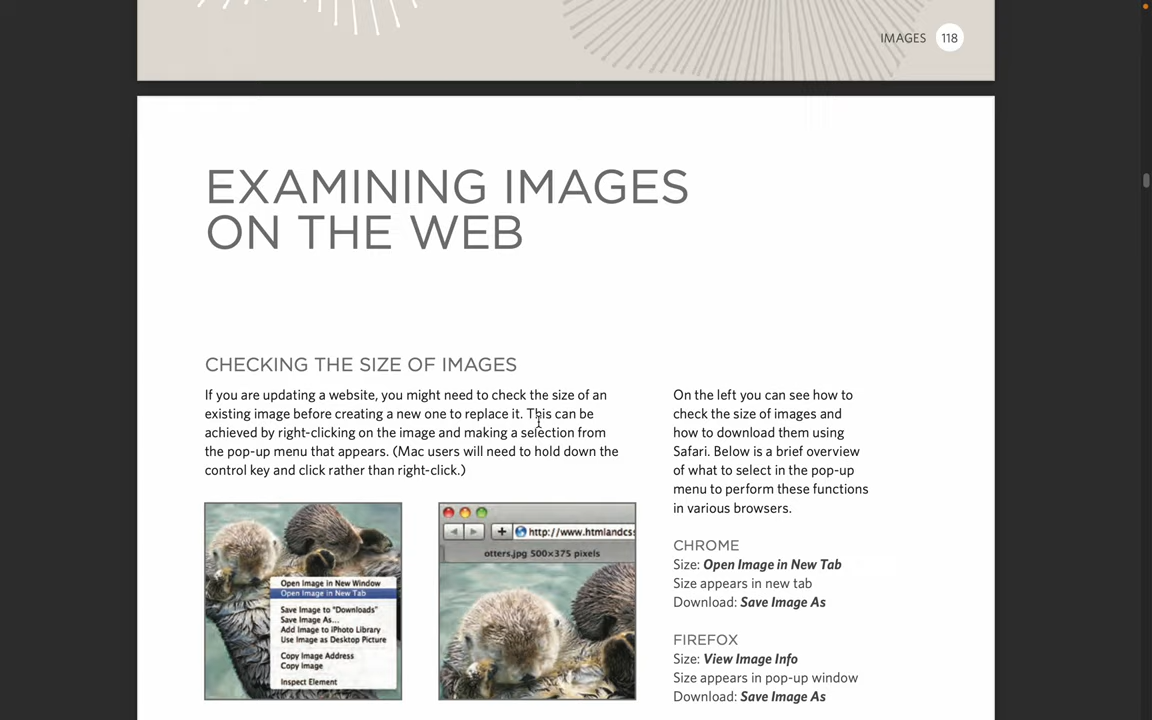 IMAGES 118
EXAMINING IMAGES
ON THE WEB
CHECKING THE SIZE OF IMAGES
If you are updating a website, you might need to check the size of an
existing image before creating a new one to replace it. This can be
achieved by right-clicking on the image and making a selection from
the pop-up menu that appears. (Mac users will need to hold down the
control key and click rather than right-click.)
Open Image in New Window
Open Image in New Tab
Save Image to "Downloads"
Save Image As...
Add Image to iPhoto Library
Use Image as Desktop Picture
Copy Image Address
Copy Image
Inspect Element
http://www.htmlandcs
otters.jpg 500×375 pixels
On the left you can see how to
check the size of images and
how to download them using
Safari. Below is a brief overview
of what to select in the pop-up
menu to perform these functions
in various browsers.
CHROME
Size: Open Image in New Tab
Size appears in new tab
Download: Save Image As
FIREFOX
Size: View Image Info
Size appears in pop-up window
Download: Save Image As